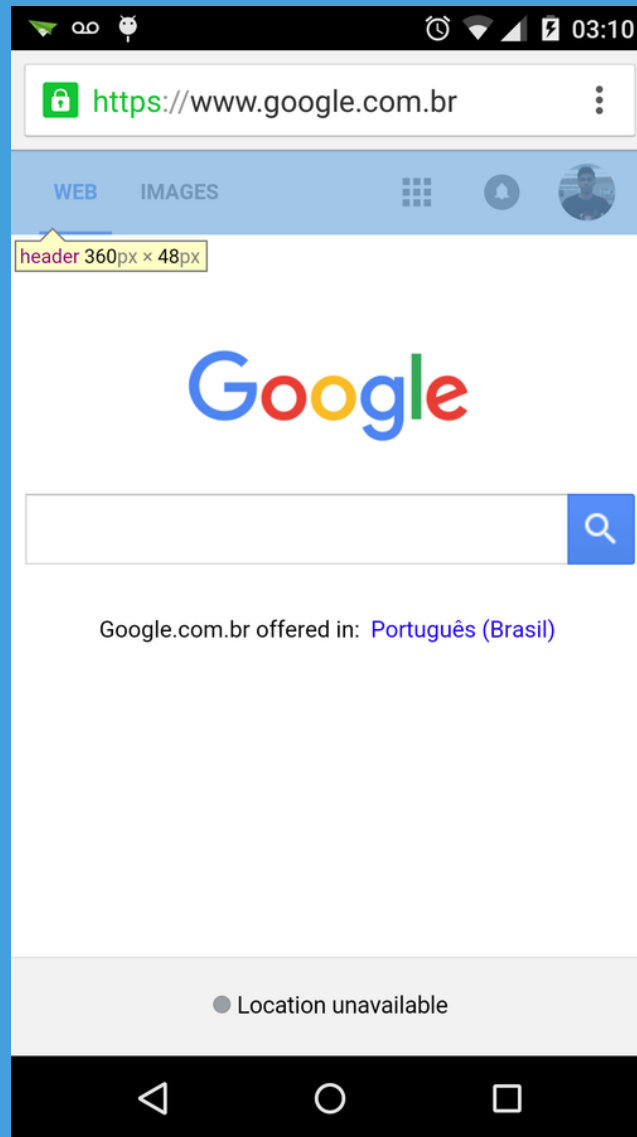 03:10
https://www.google.com.br
WEB IMAGES
header 360px × 48px
Google
Google.com.br offered in: Português (Brasil)
Location unavailable